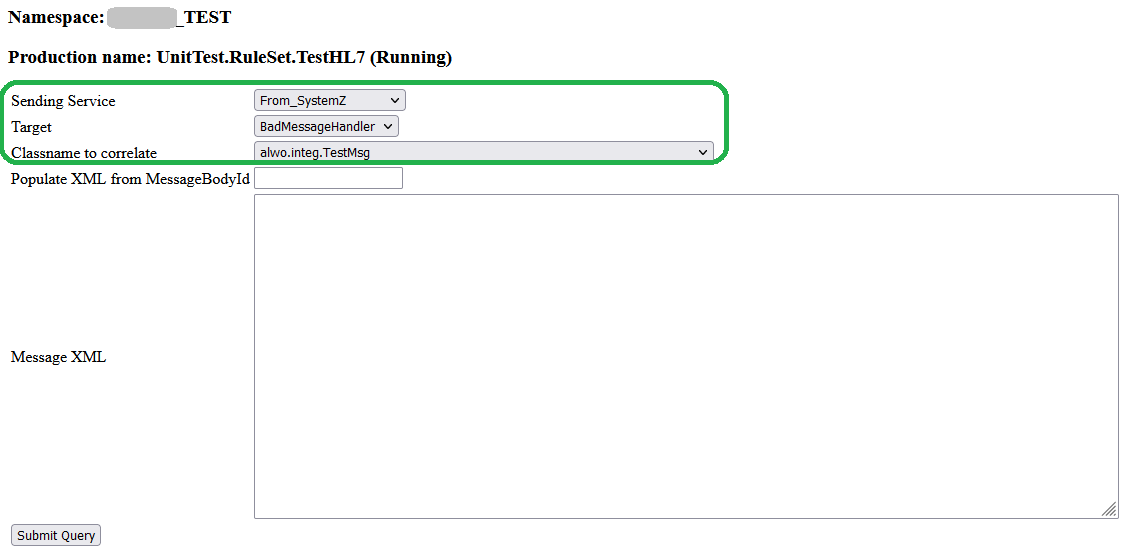 Namespace: _TEST
Production name: UnitTest.RuleSet.TestHL7 (Running)
Sending Service From_SystemZ
Target BadMessageHandler
Classname to correlate alwo.integ.TestMsg
Populate XML from MessageBodyId
Message XML
Submit Query